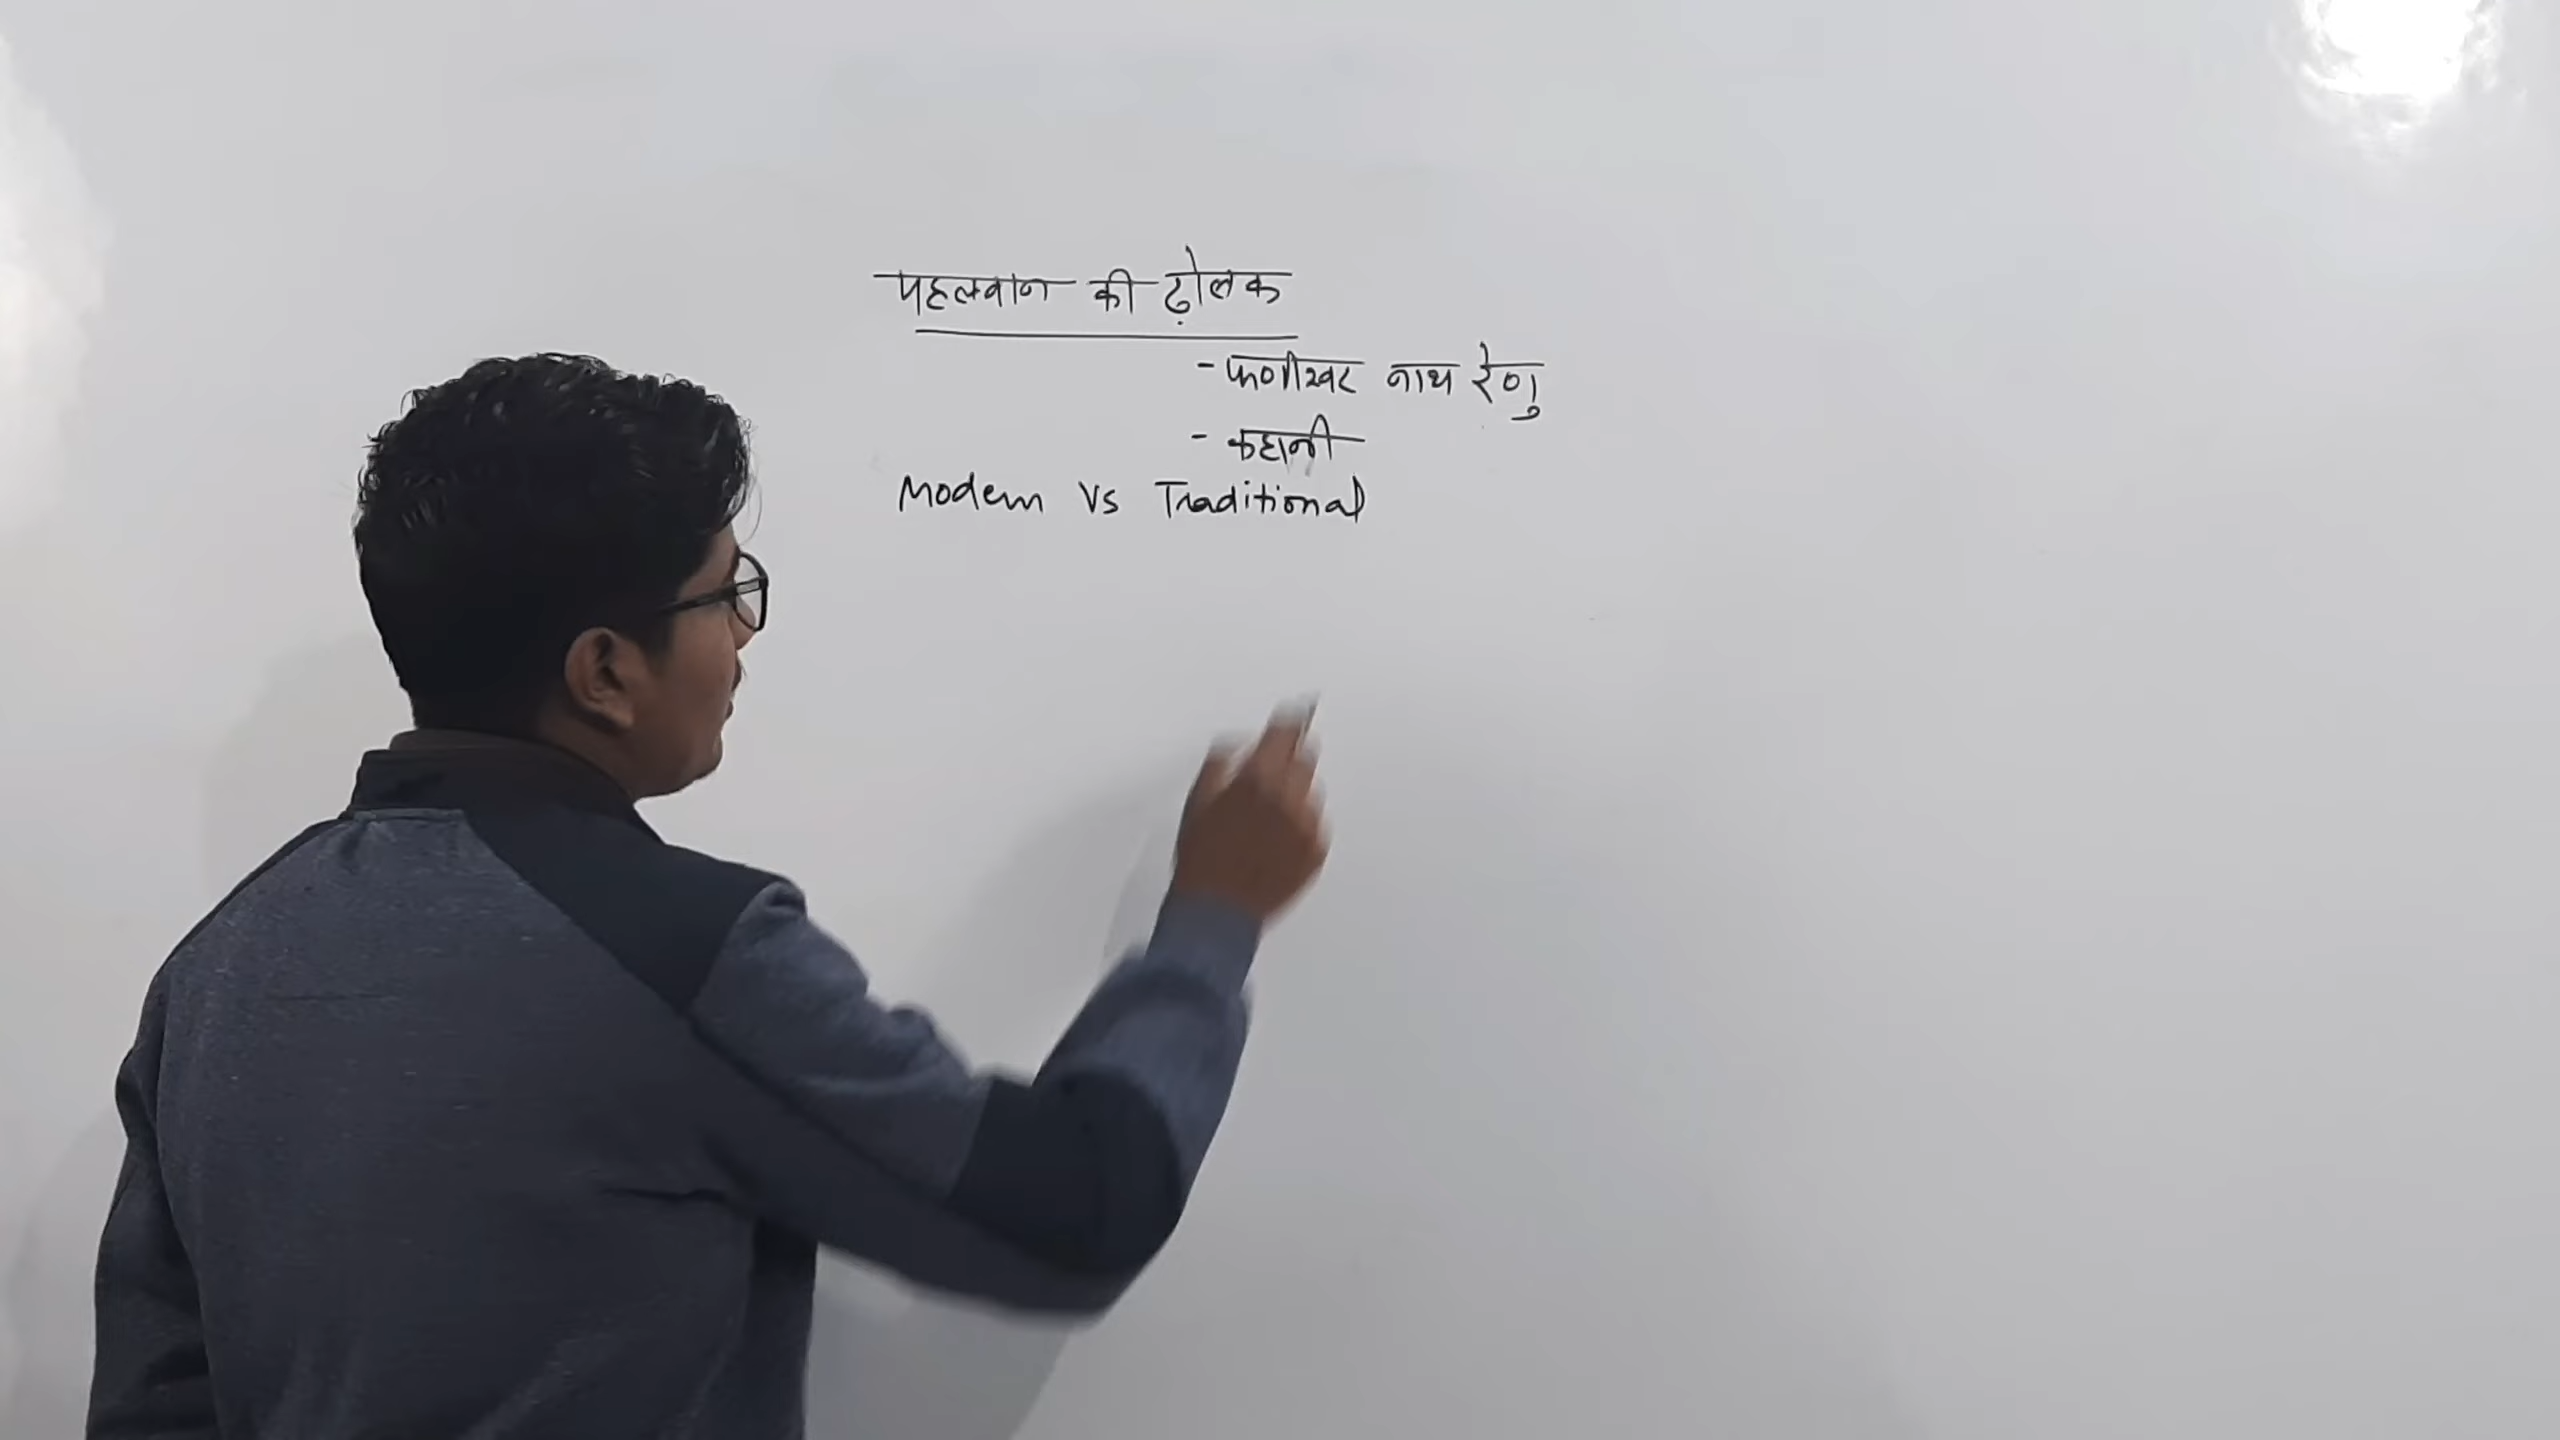 पहलवान की ढ़ोलक
- फणीश्वर नाथ रेणु
- कहानी
Modern Vs Traditional